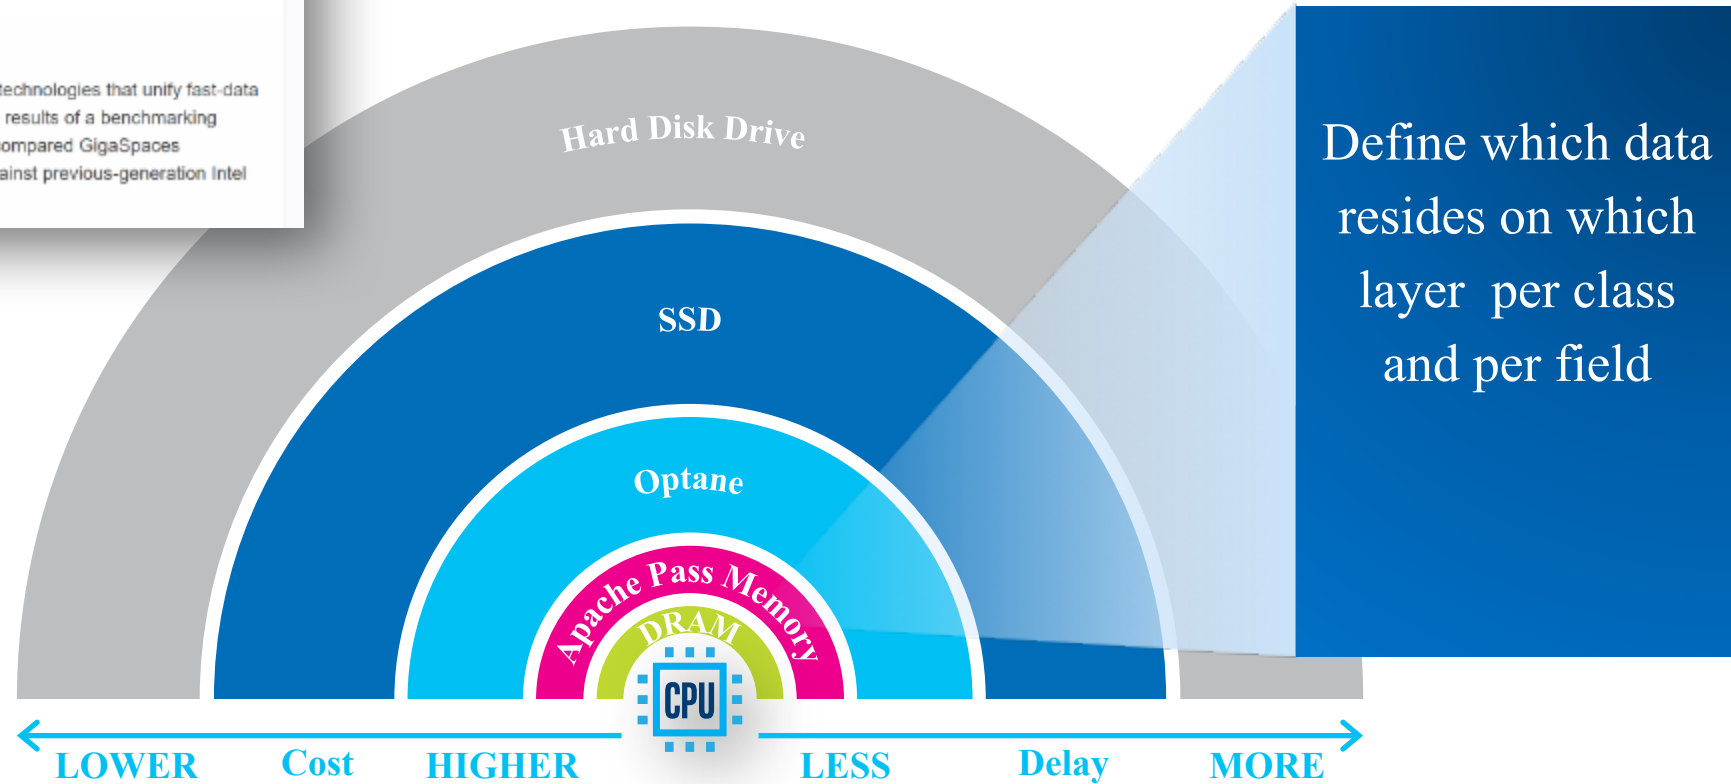 technologies that unify fast-data
results of a benchmarking
compared GigaSpaces
ainst previous-generation Intel
Hard Disk Drive
SSD
Optane
Apache Pass Memory
DRAM
CPU
LOWER Cost HIGHER LESS Delay MORE
Define which data
resides on which
layer per class
and per field